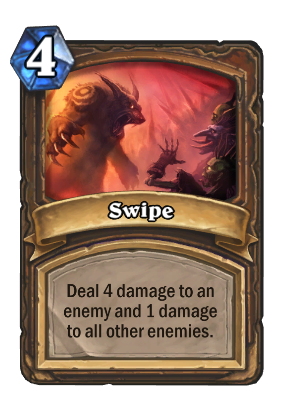 4
Swipe
Deal 4 damage to an
enemy and 1 damage
to all other enemies.